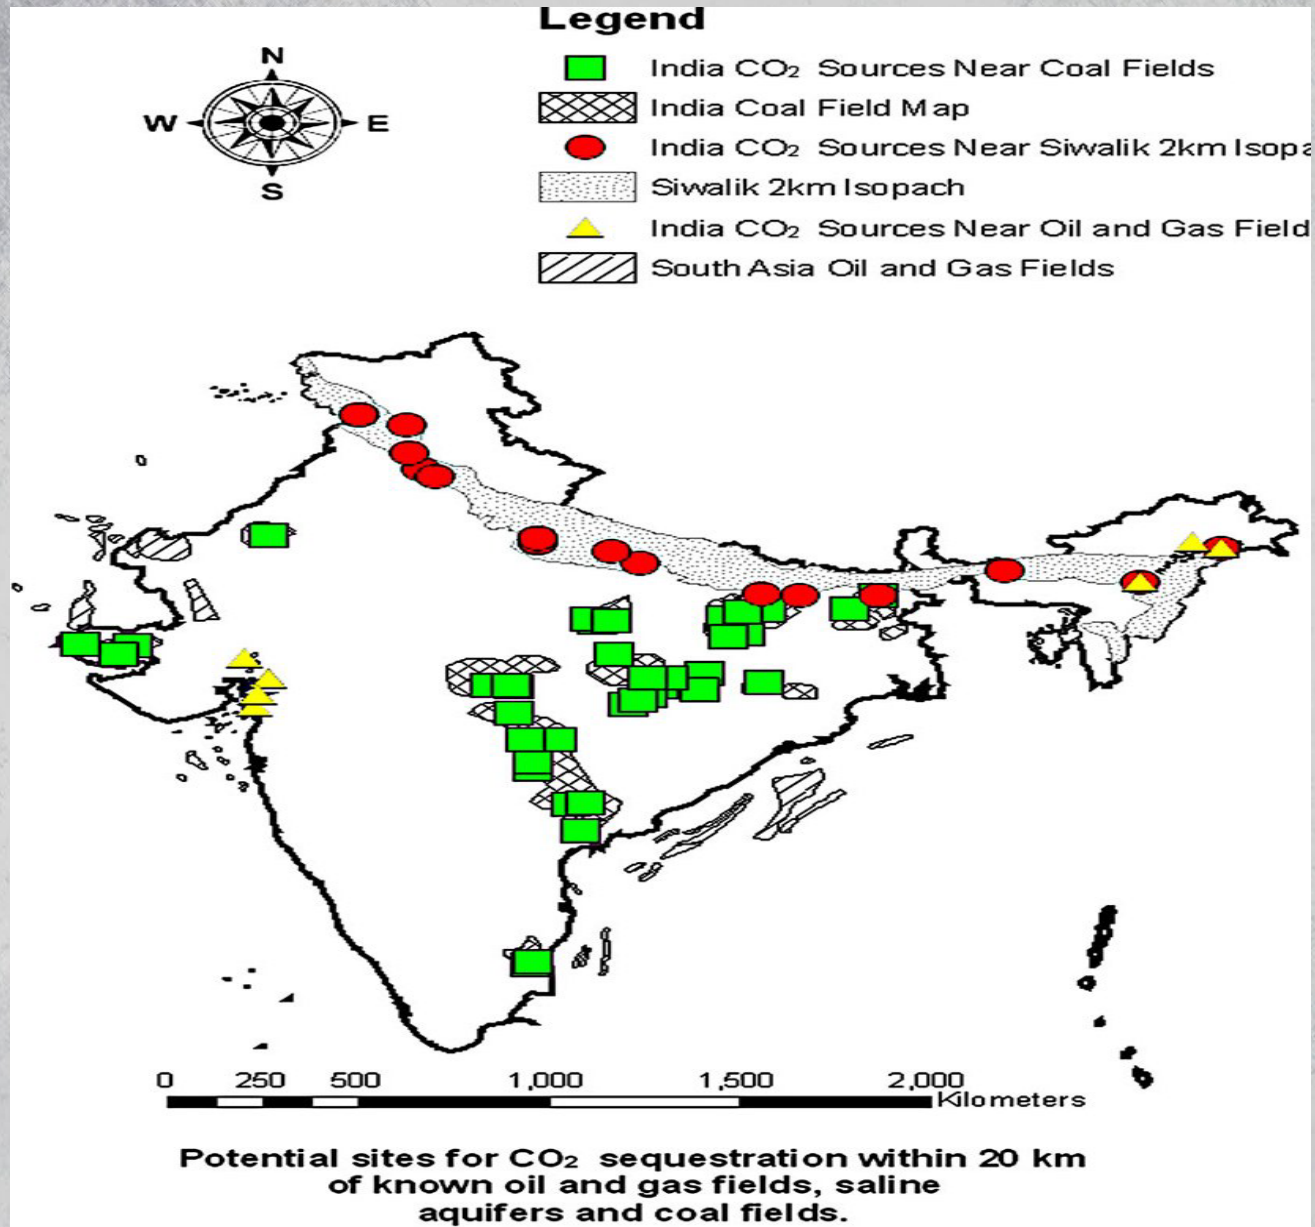 Legend
N
W E
S
India CO₂ Sources Near Coal Fields
India Coal Field Map
India CO₂ Sources Near Siwalik 2km Isopa
Siwalik 2km Isopach
India CO₂ Sources Near Oil and Gas Field
South Asia Oil and Gas Fields
0 250 500 1,000 1,500 2,000
Kilometers
Potential sites for CO₂ sequestration within 20 km
of known oil and gas fields, saline
aquifers and coal fields.